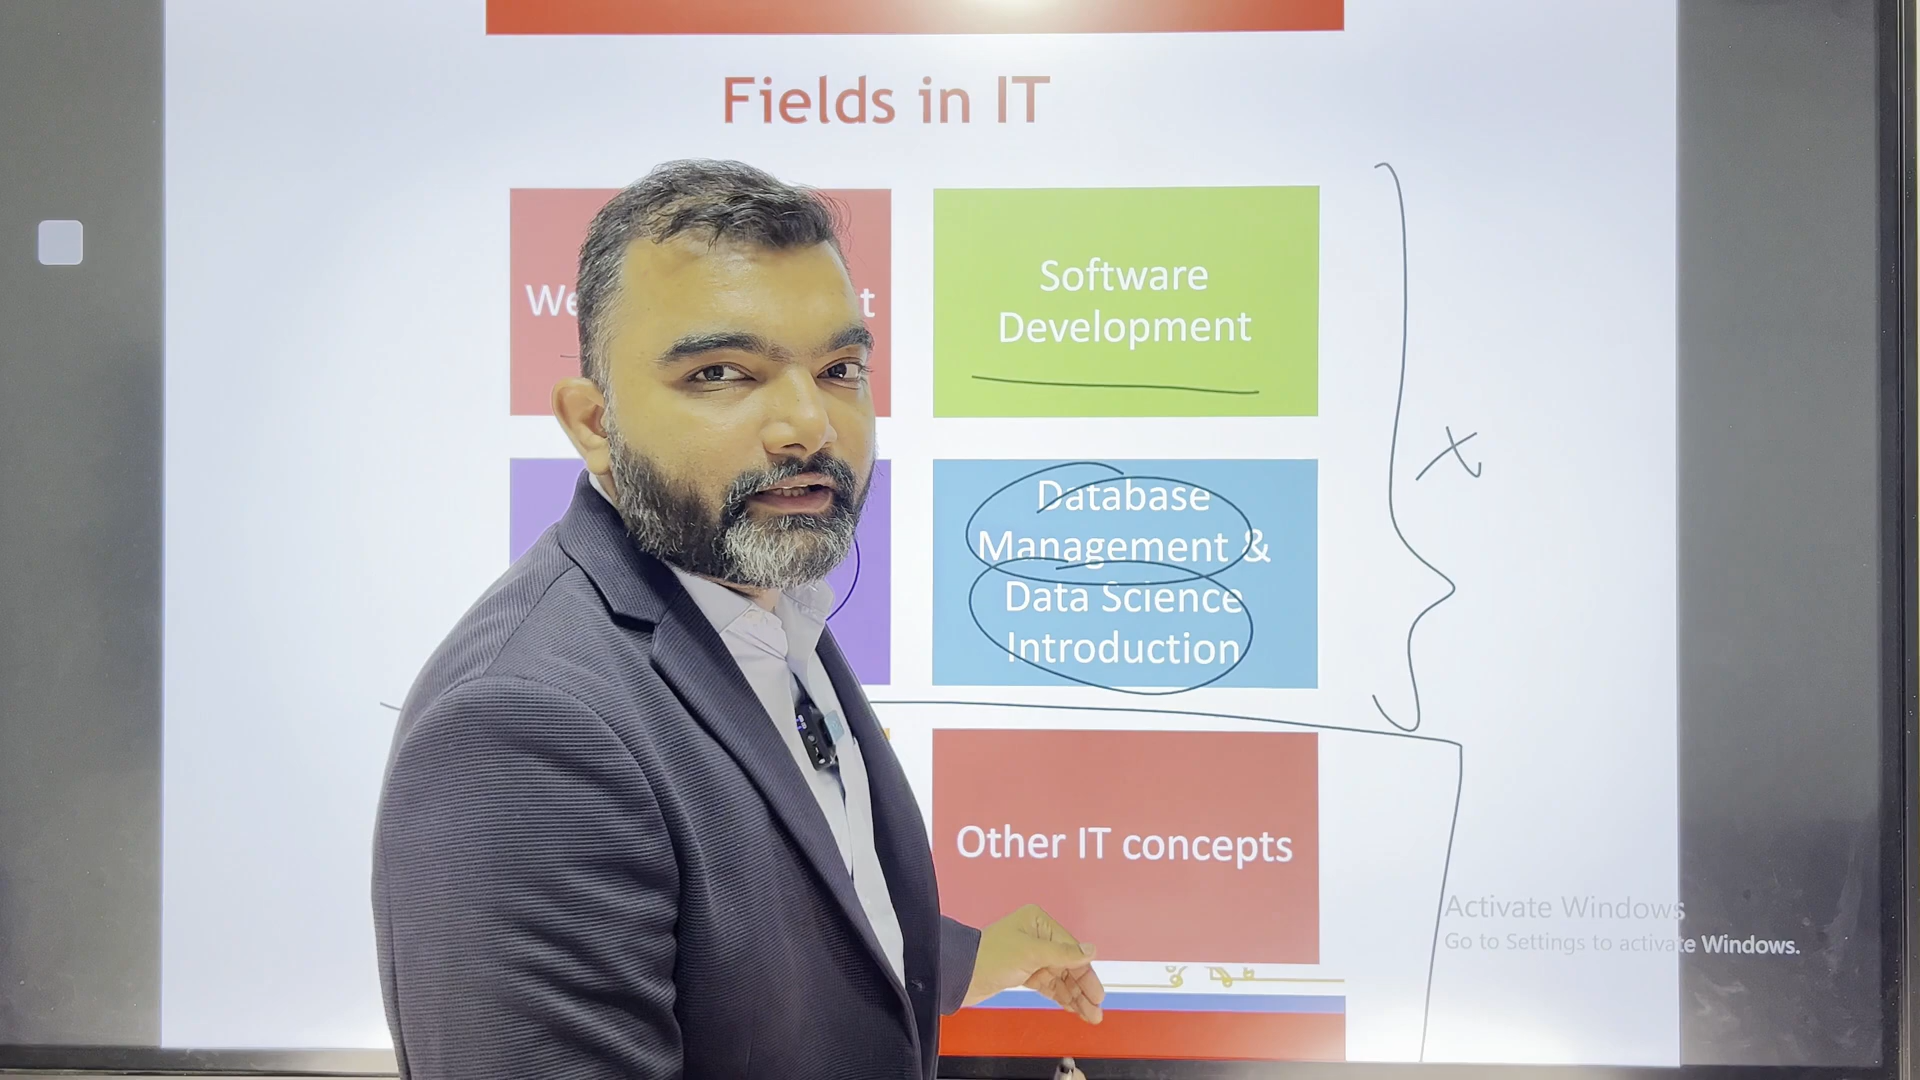 Fields in IT
Software
Development
Database
Management &
Data Science
Introduction
Other IT concepts
Activate Windows
Go to Settings to activate Windows.